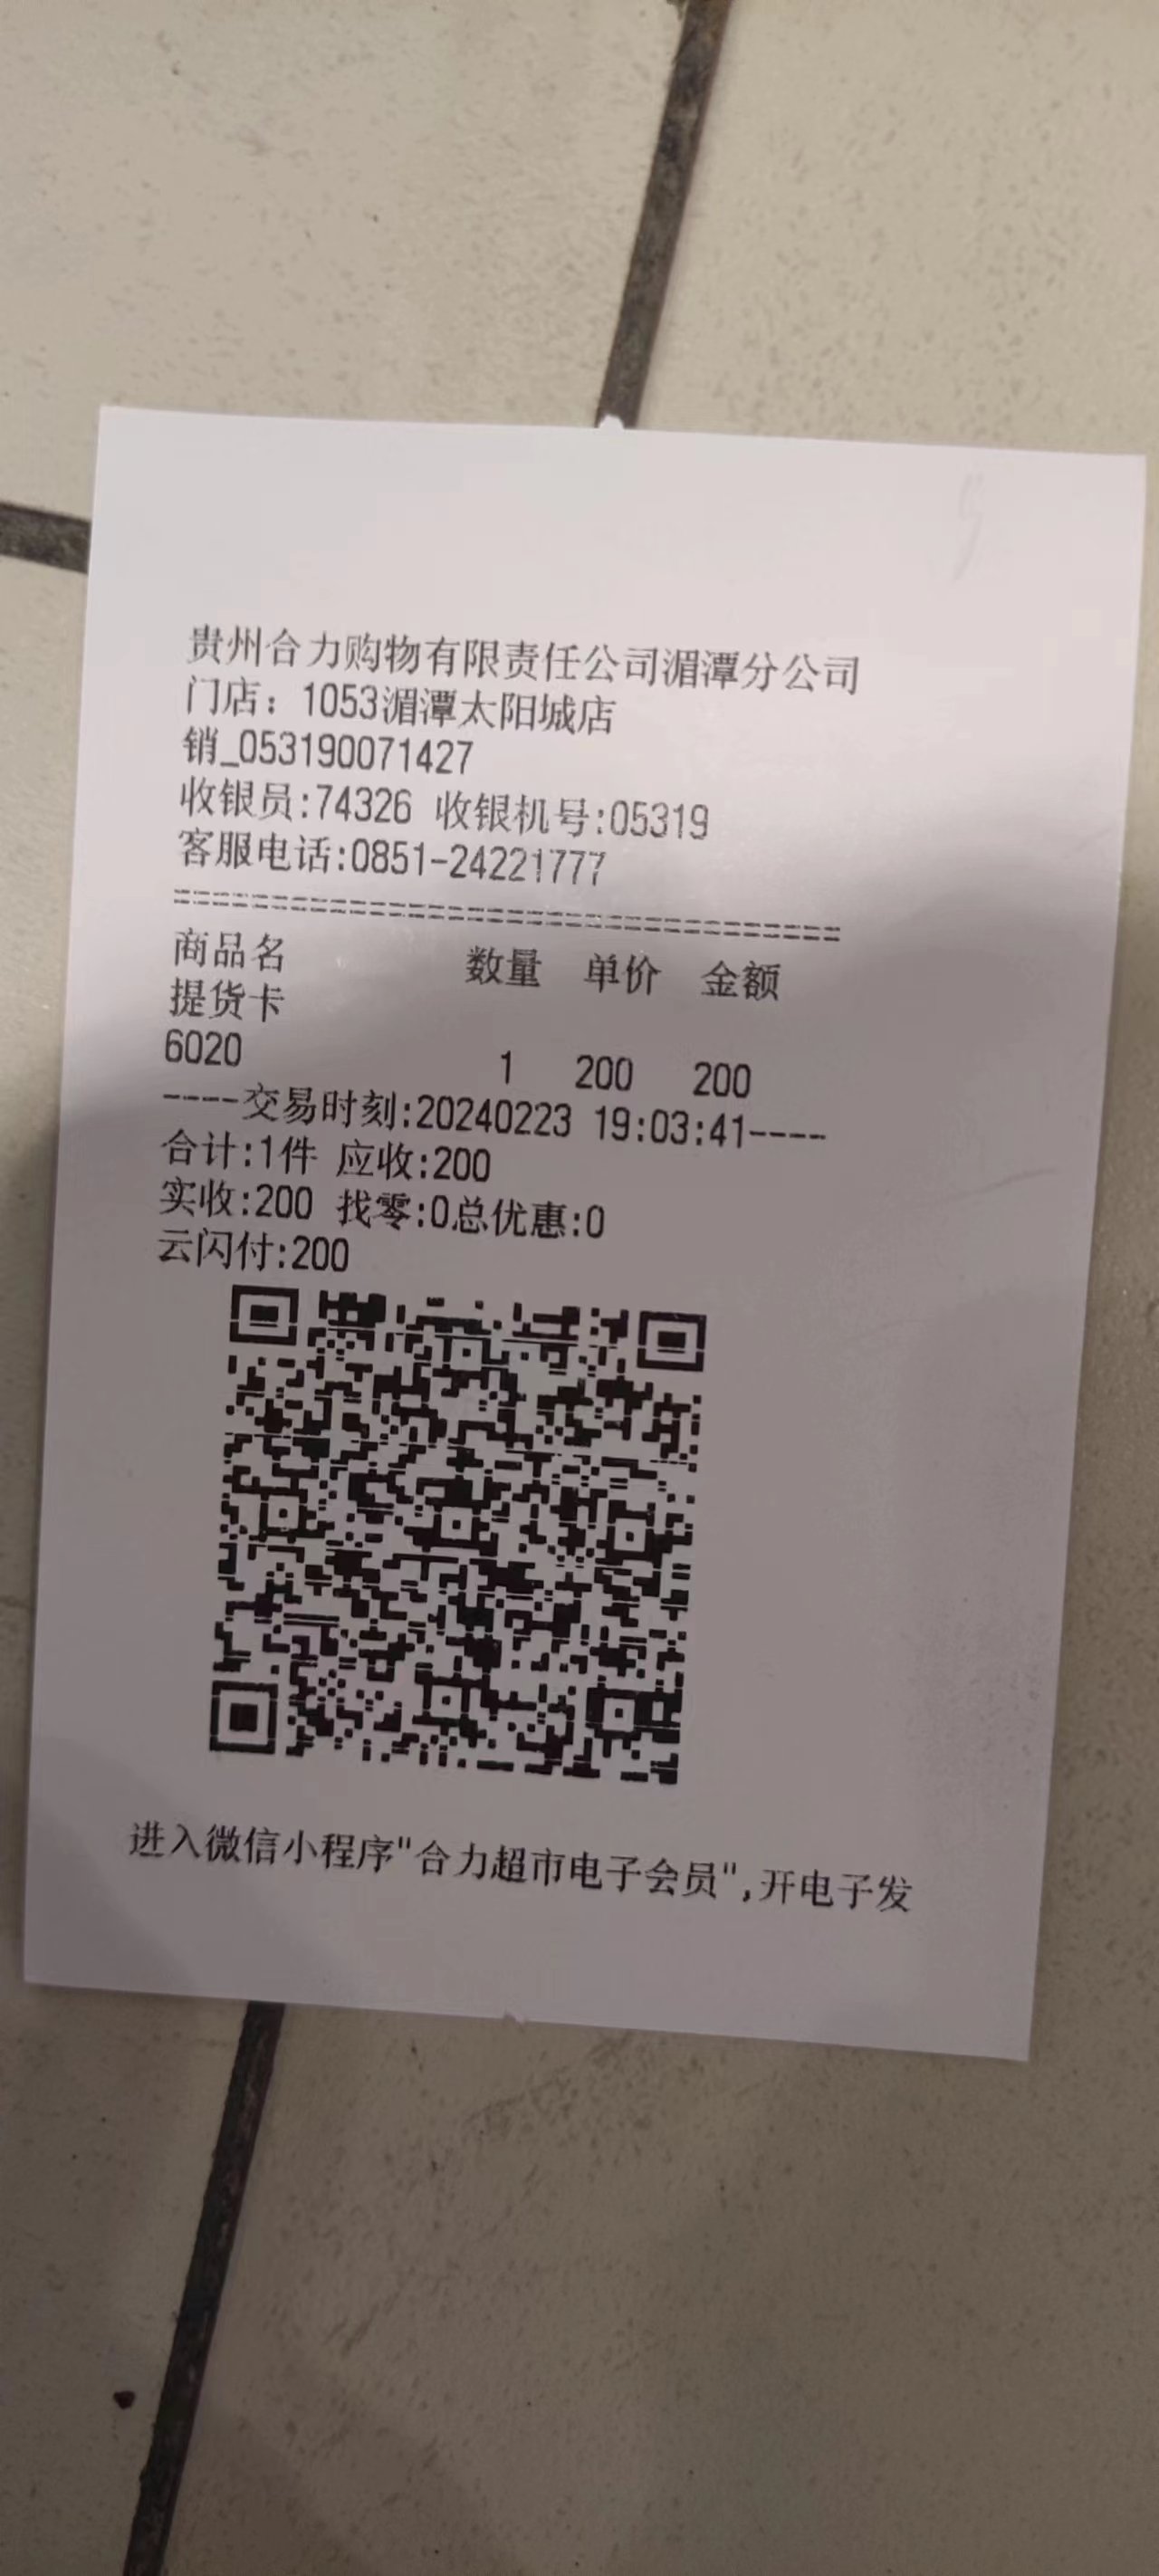 贵州合力购物有限责任公司湄潭分公司
门店：1053湄潭太阳城店
销_053190071427
收银员:74326 收银机号:05319
客服电话:0851-24221777
商品名 数量 单价 金额
提货卡
6020 1 200 200
----交易时刻:20240223 19:03:41----
合计:1件 应收:200
实收:200 找零:0总优惠:0
云闪付:200
进入微信小程序"合力超市电子会员",开电子发